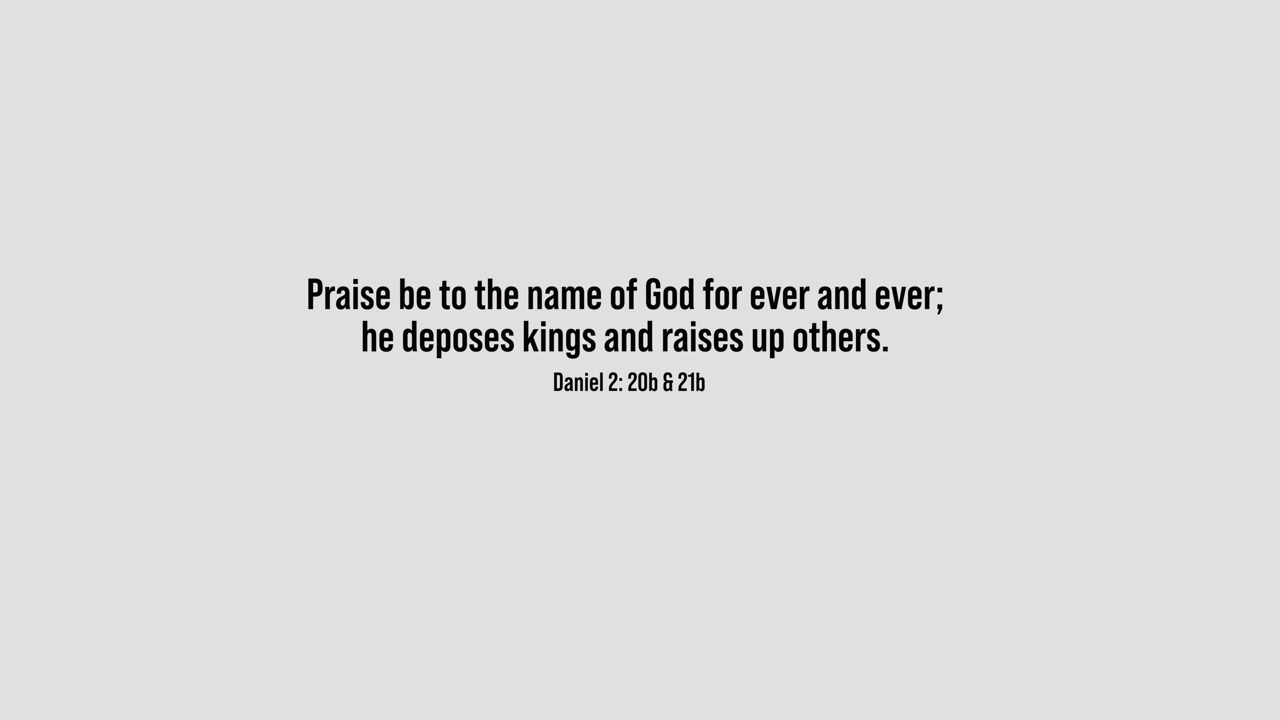 Praise be to the name of God for ever and ever;
he deposes kings and raises up others.
Daniel 2: 20b & 21b